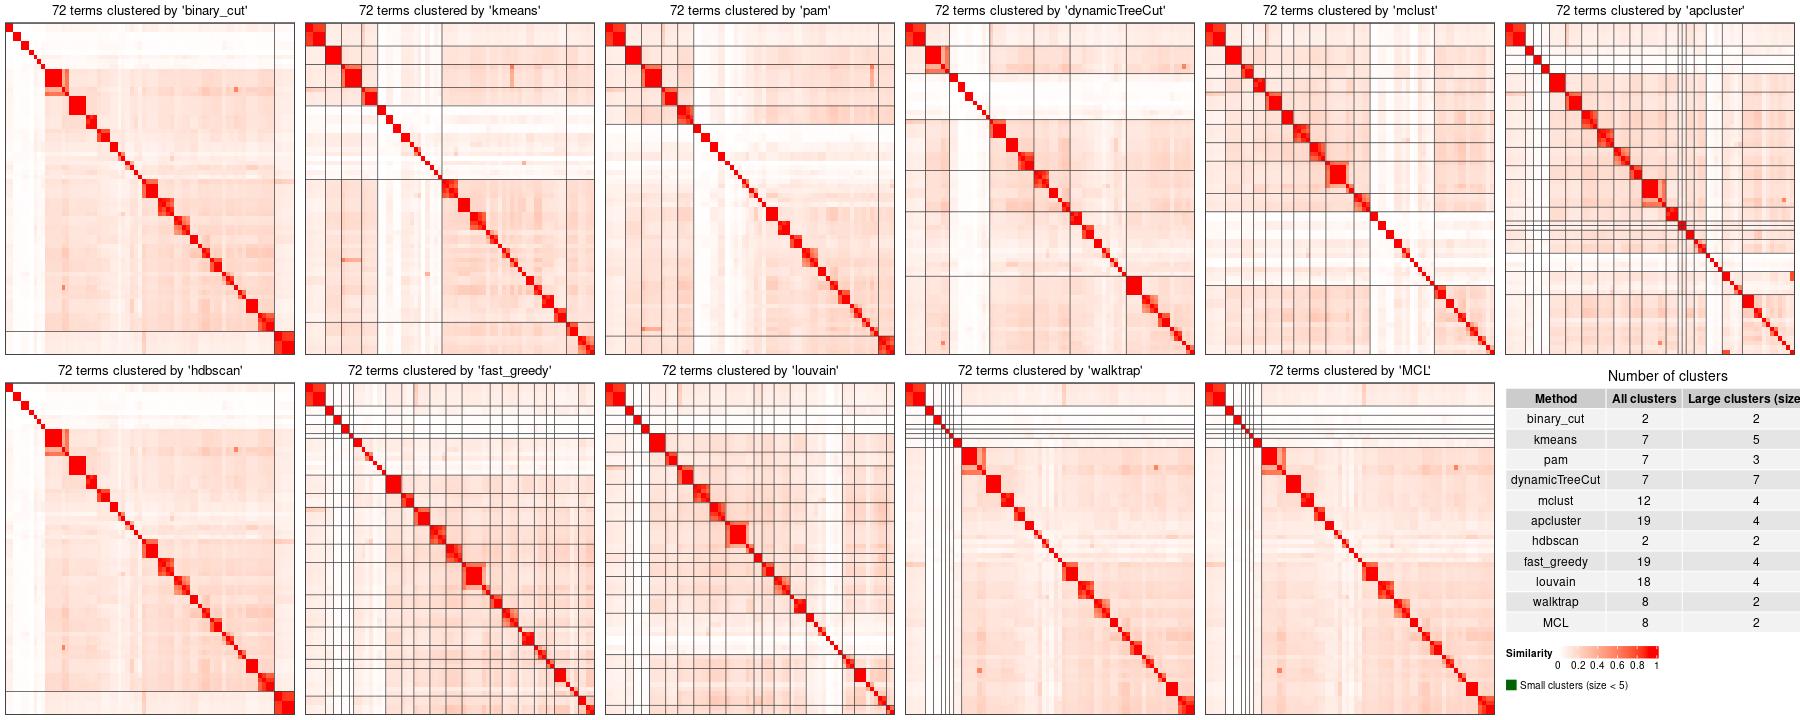 72 terms clustered by 'binary_cut'
72 terms clustered by 'kmeans'
72 terms clustered by 'pam'
72 terms clustered by 'dynamicTreeCut'
72 terms clustered by 'mclust'
72 terms clustered by 'apcluster'
72 terms clustered by 'hdbscan'
72 terms clustered by 'fast_greedy'
72 terms clustered by 'louvain'
72 terms clustered by 'walktrap'
72 terms clustered by 'MCL'
Number of clusters
Method All clusters Large clusters (size
binary_cut 2 2
kmeans 7 5
pam 7 3
dynamicTreeCut 7 7
mclust 12 4
apcluster 19 4
hdbscan 2 2
fast_greedy 19 4
louvain 18 4
walktrap 8 2
MCL 8 2
Similarity
0 0.2 0.4 0.6 0.8 1
Small clusters (size < 5)